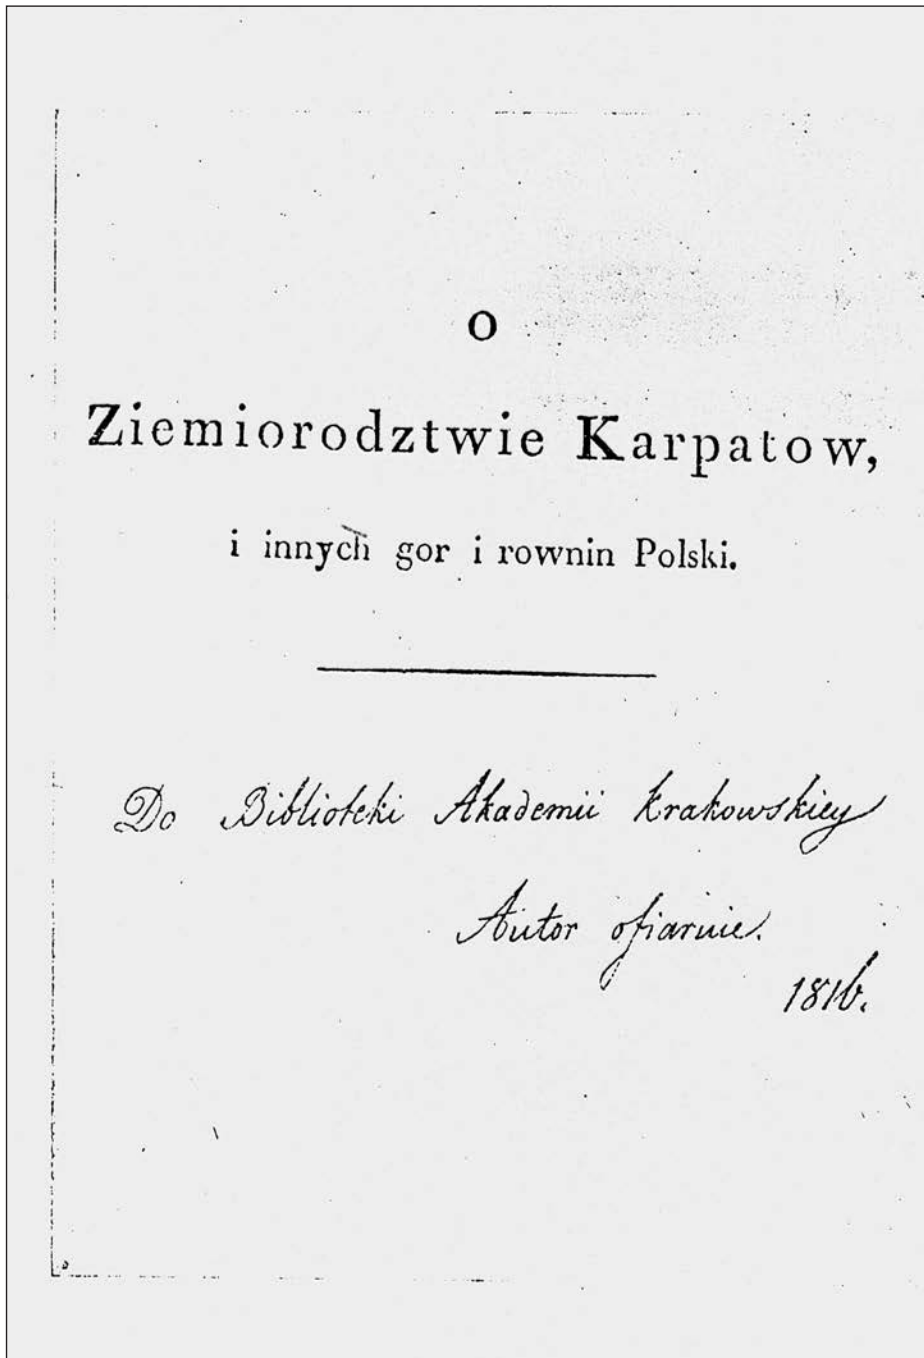 O
Ziemiorodztwie Karpatow,
i innych gor i rownin Polski.
Do Biblioteki Akademii Krakowskiey
Autor ofiaruie.
1816.